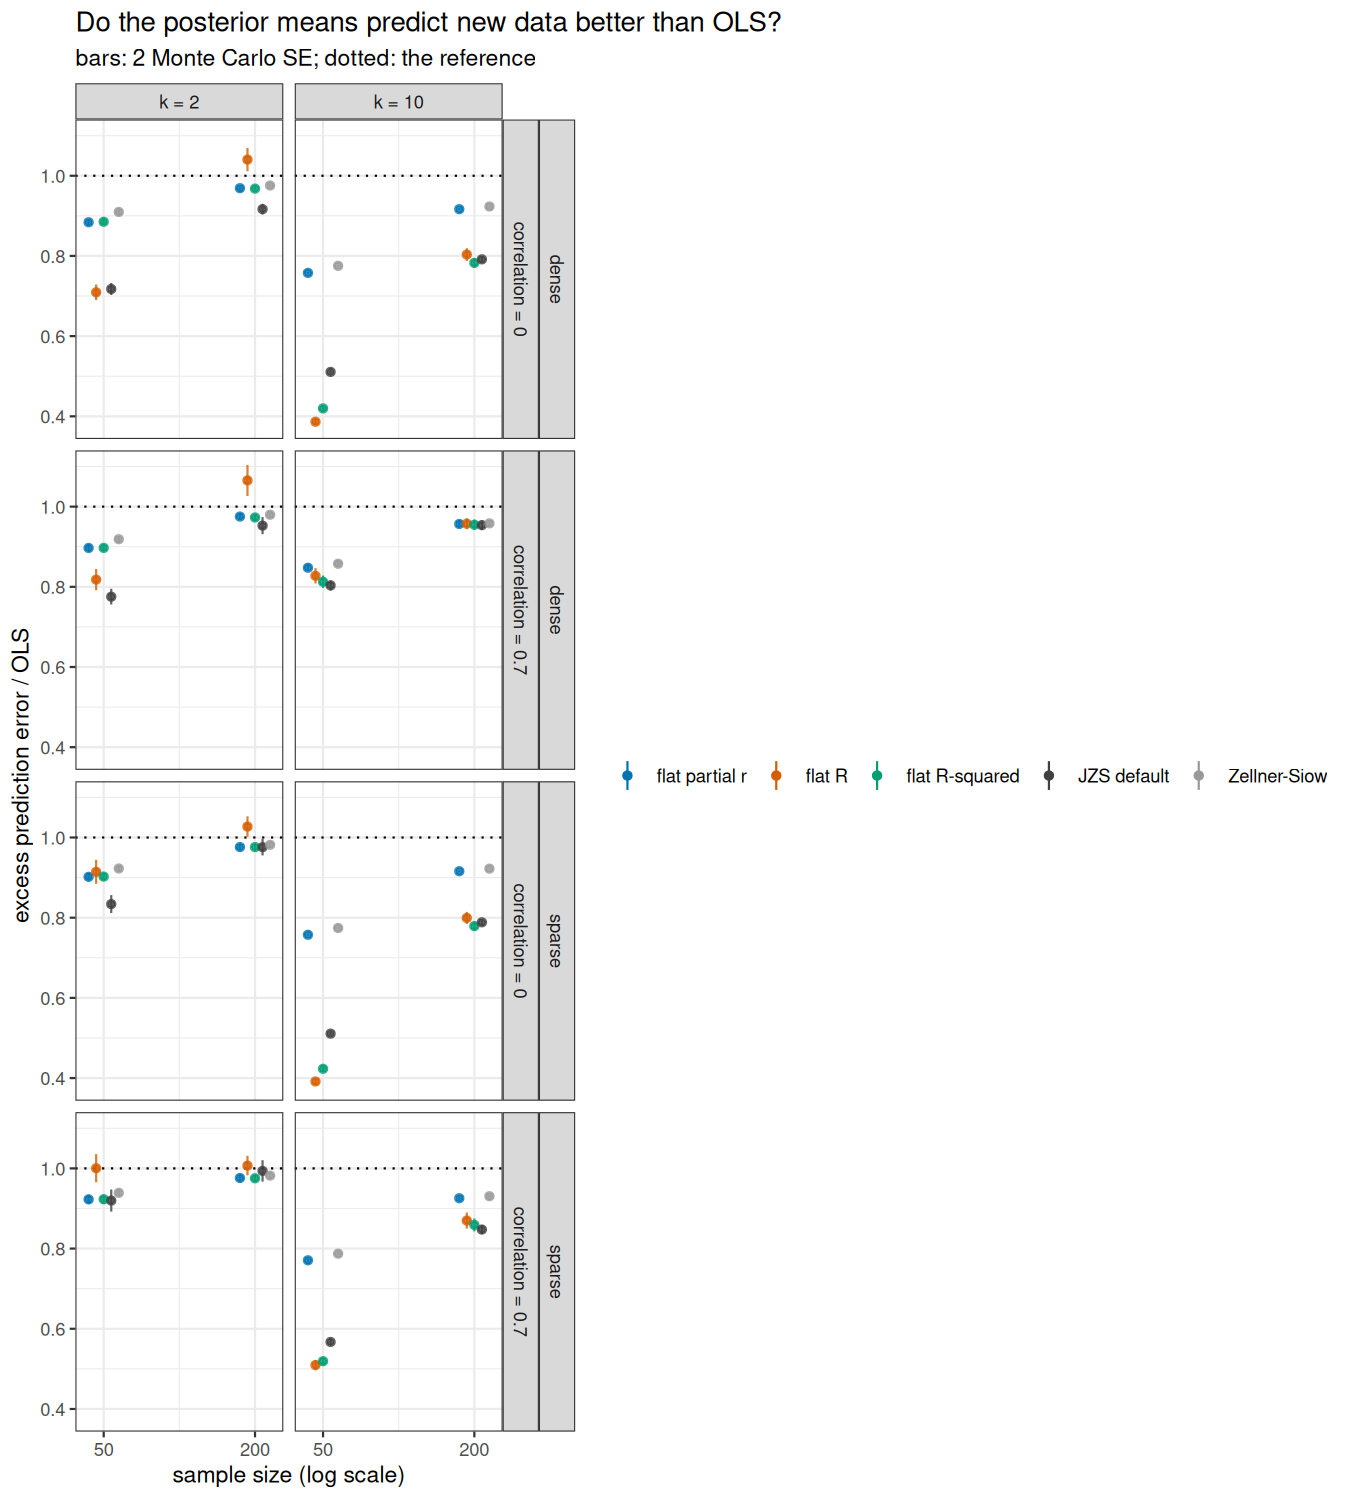 Do the posterior means predict new data better than OLS?
bars: 2 Monte Carlo SE; dotted: the reference
k = 2
k = 10
1.0
0.8
0.6
0.4
correlation = 0
dense
1.0
0.8
0.6
0.4
correlation = 0.7
dense
1.0
0.8
0.6
0.4
correlation = 0
sparse
1.0
0.8
0.6
0.4
correlation = 0.7
sparse
50
200
50
200
sample size (log scale)
excess prediction error / OLS
flat partial r
flat R
flat R-squared
JZS default
Zellner-Siow